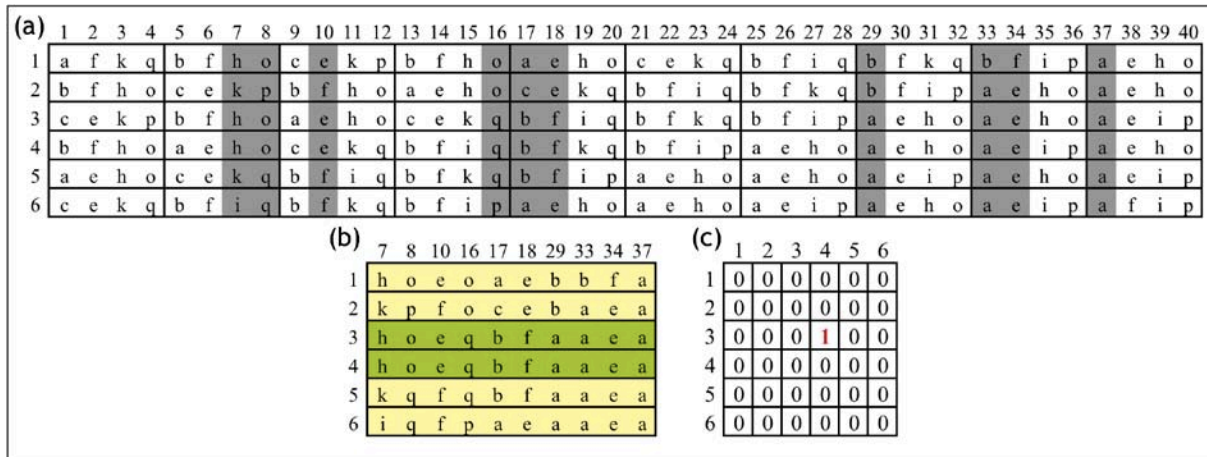 (a)
1 2 3 4 5 6 7 8 9 10 11 12 13 14 15 16 17 18 19 20 21 22 23 24 25 26 27 28 29 30 31 32 33 34 35 36 37 38 39 40
1 a f k q b f h o c e k p b f h o a e h o c e k q b f i q b f k q b f i p a e h o
2 b f h o c e k p b f h o a e h o c e k q b f i q b f k q b f i p a e h o a e h o
3 c e k p b f h o a e h o c e k q b f i q b f k q b f i p a e h o a e h o a e i p
4 b f h o a e h o c e k q b f i q b f k q b f i p a e h o a e h o a e i p a e h o
5 a e h o c e k q b f i q b f k q b f i p a e h o a e h o a e i p a e h o a e i p
6 c e k q b f i q b f k q b f i p a e h o a e h o a e i p a e h o a e i p a f i p
(b)
7 8 10 16 17 18 29 33 34 37
1 h o e o a e b b f a
2 k p f o c e b a e a
3 h o e q b f a a e a
4 h o e q b f a a e a
5 k q f q b f a a e a
6 i q f p a e a a e a
(c)
1 2 3 4 5 6
1 0 0 0 0 0 0
2 0 0 0 0 0 0
3 0 0 0 1 0 0
4 0 0 0 0 0 0
5 0 0 0 0 0 0
6 0 0 0 0 0 0